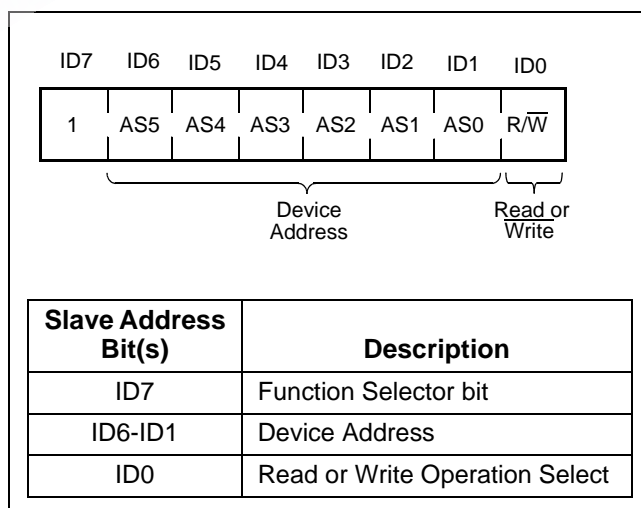 ID7 ID6 ID5 ID4 ID3 ID2 ID1 ID0
1 AS5 AS4 AS3 AS2 AS1 AS0 R/W̅
Device Read or
Address Write
Slave Address Description
Bit(s)
ID7 Function Selector bit
ID6-ID1 Device Address
ID0 Read or Write Operation Select